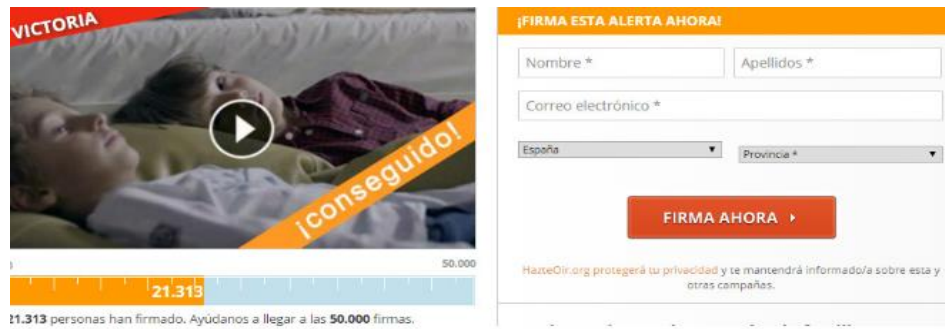 VICTORIA
¡conseguido!
50.000
21.313
21.313 personas han firmado. Ayúdanos a llegar a las 50.000 firmas.
¡FIRMA ESTA ALERTA AHORA!
Nombre *
Apellidos *
Correo electrónico *
España
Provincia *
FIRMA AHORA
HazteOir.org protegerá tu privacidad y te mantendrá informado/a sobre esta y
otras campañas.